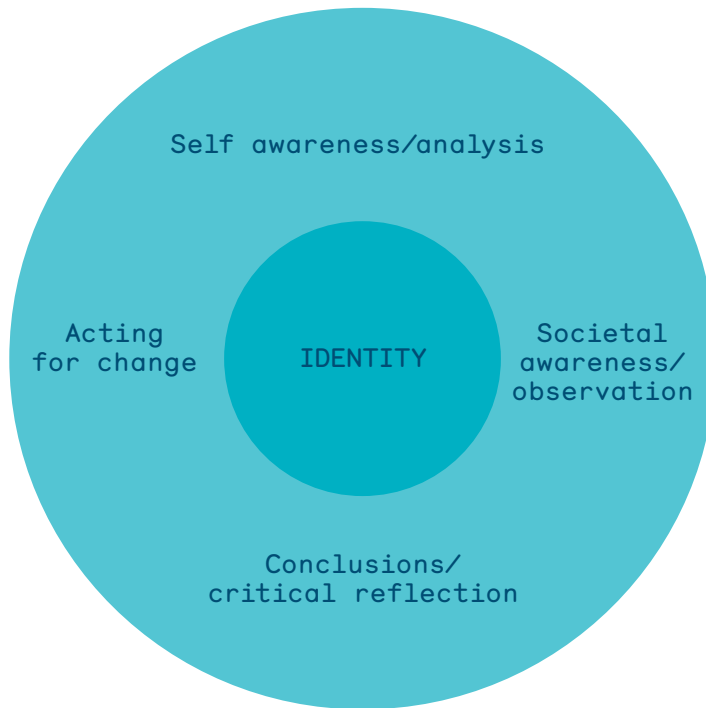 Self awareness/analysis
Acting
for change
IDENTITY
Societal
awareness/
observation
Conclusions/
critical reflection